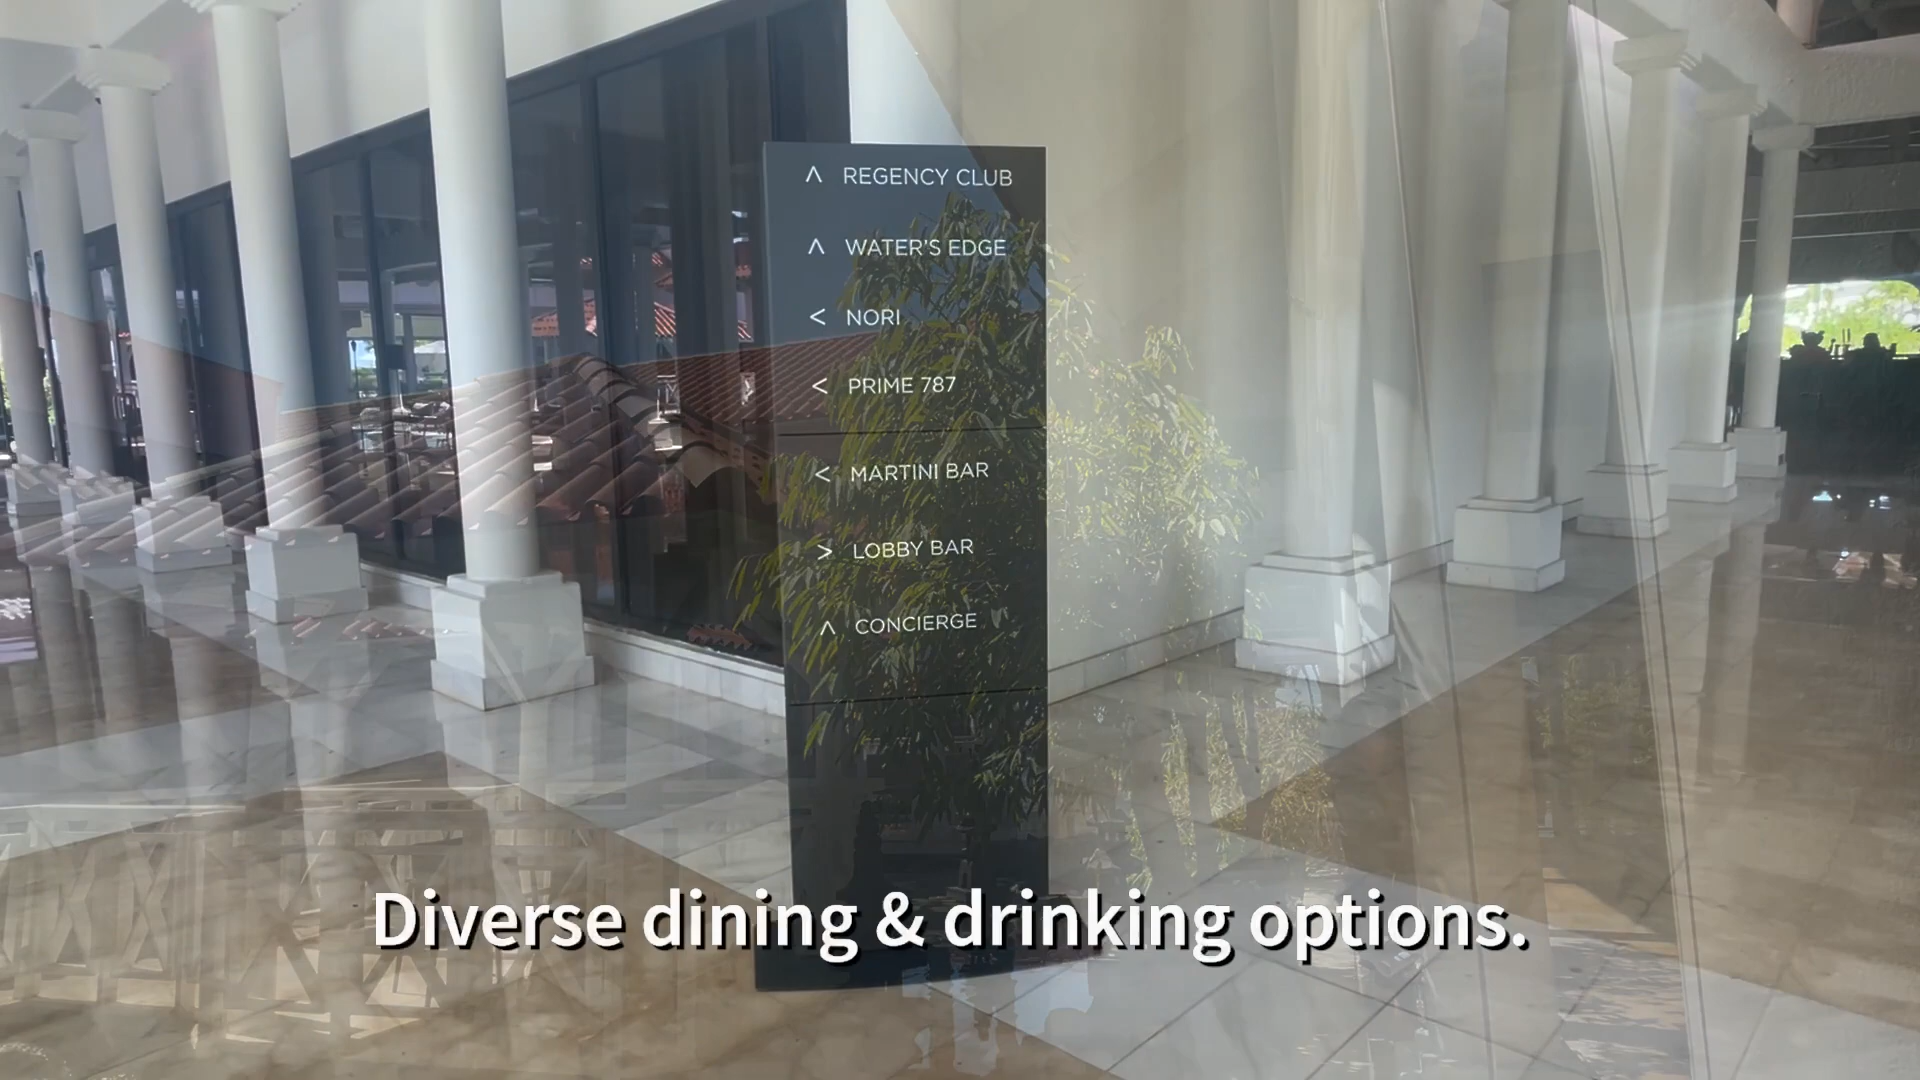 ^ REGENCY CLUB
^ WATER'S EDGE
< NORI
< PRIME 787
< MARTINI BAR
> LOBBY BAR
^ CONCIERGE
Diverse dining & drinking options.